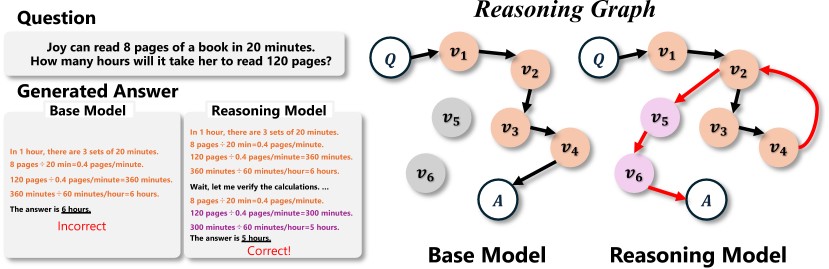 Reasoning Graph
Question
Joy can read 8 pages of a book in 20 minutes.
How many hours will it take her to read 120 pages?
Generated Answer
Base Model
In 1 hour, there are 3 sets of 20 minutes.
8 pages ÷ 20 min=0.4 pages/minute.
120 pages ÷ 0.4 pages/minute=360 minutes.
360 minutes ÷ 60 minutes/hour=6 hours.
The answer is 6 hours.
Incorrect
Reasoning Model
In 1 hour, there are 3 sets of 20 minutes.
8 pages ÷ 20 min=0.4 pages/minute.
120 pages ÷ 0.4 pages/minute=360 minutes.
360 minutes ÷ 60 minutes/hour=6 hours.
Wait, let me verify the calculations. ...
8 pages ÷ 20 min=0.4 pages/minute.
120 pages ÷ 0.4 pages/minute=300 minutes.
300 minutes ÷ 60 minutes/hour=5 hours.
The answer is 5 hours.
Correct!
Q
v1
v2
v5
v3
v4
v6
A
Base Model
Q
v1
v2
v5
v3
v4
v6
A
Reasoning Model